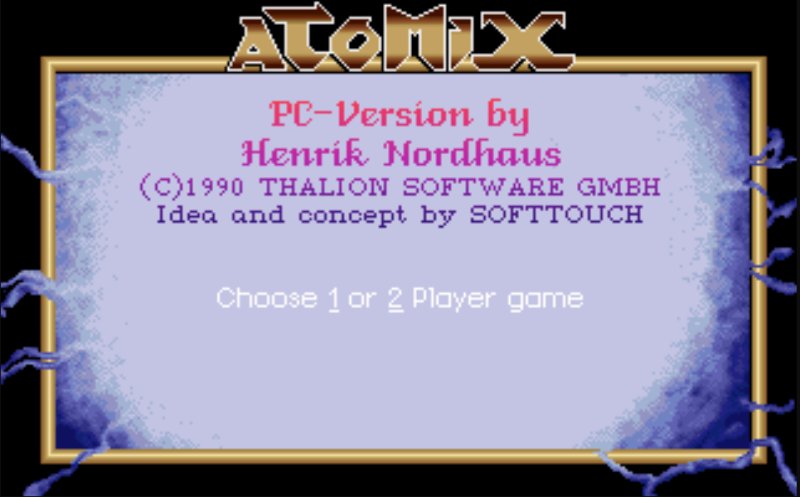 ATOMIX
PC-Version by
Henrik Nordhaus
(C)1990 THALION SOFTWARE GMBH
Idea and concept by SOFTTOUCH
Choose 1 or 2 Player game